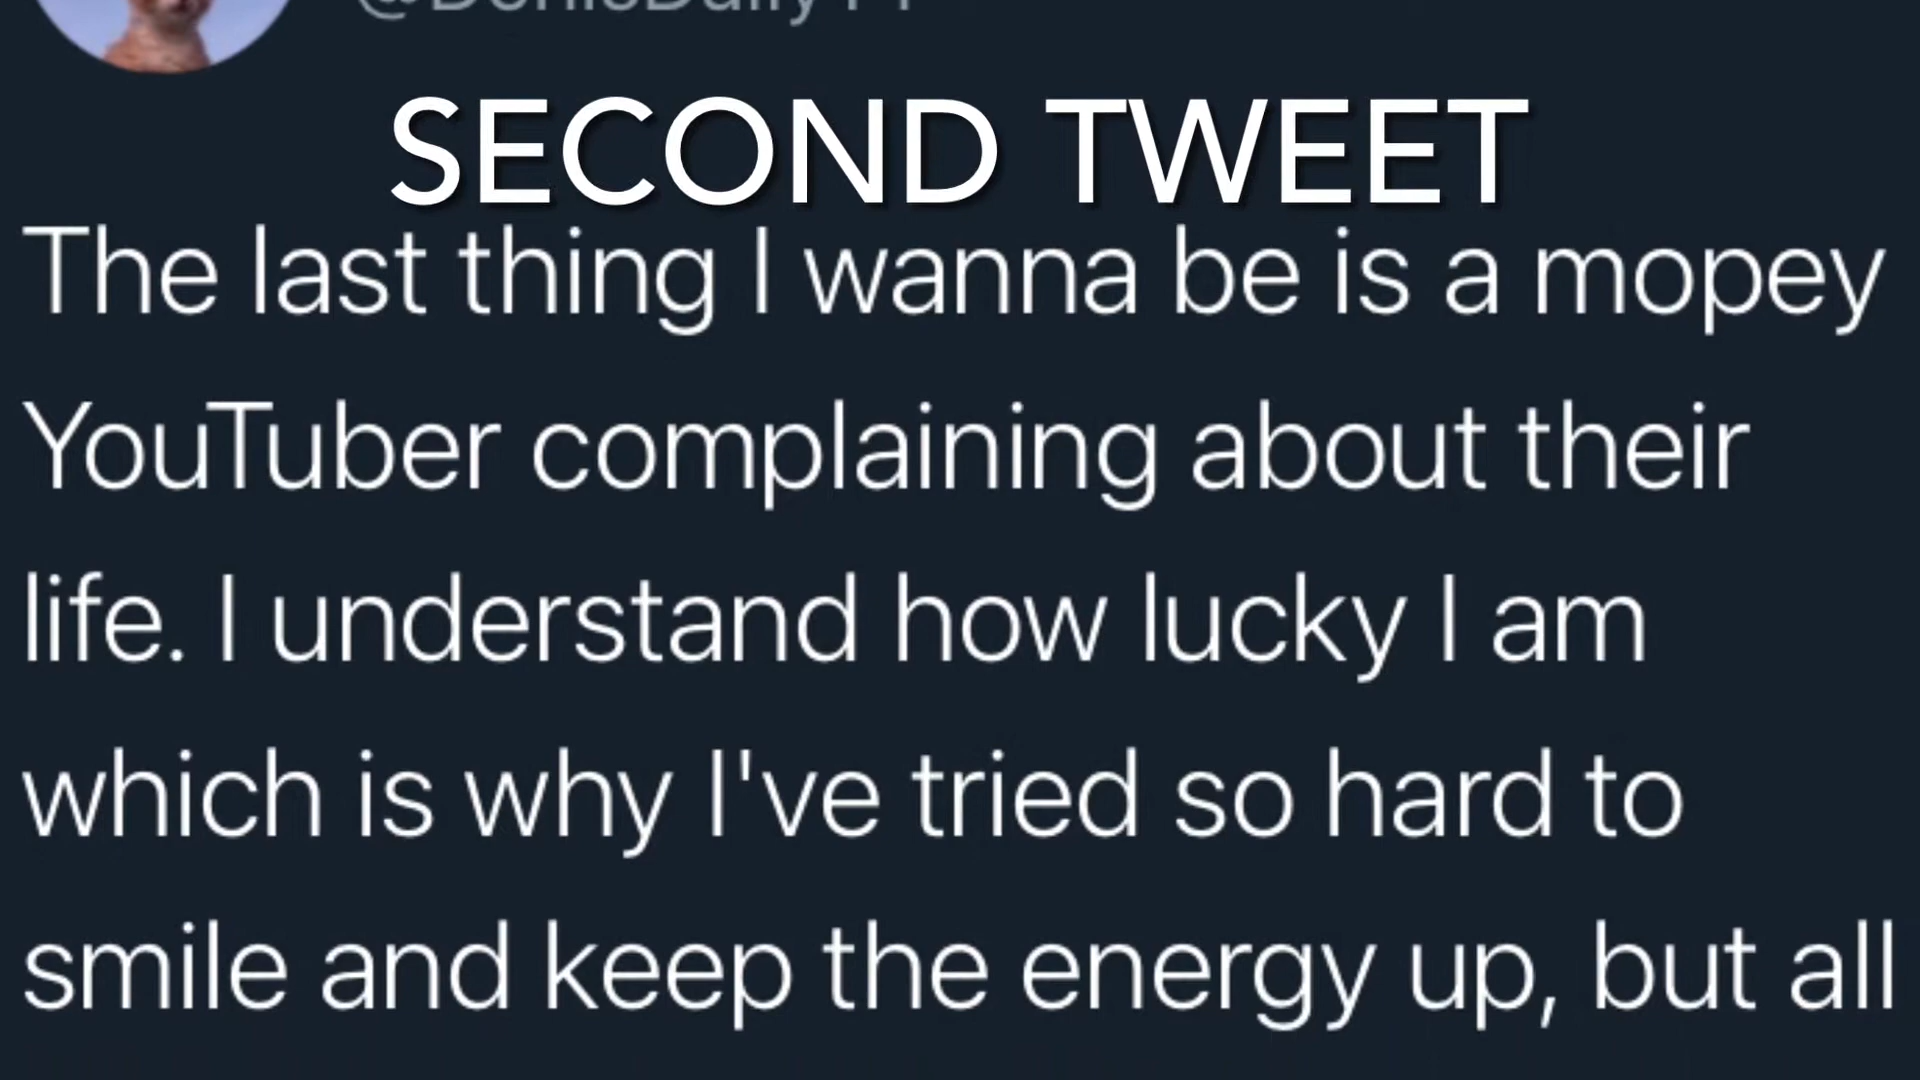 SECOND TWEET
The last thing I wanna be is a mopey
YouTuber complaining about their
life. I understand how lucky I am
which is why I've tried so hard to
smile and keep the energy up, but all